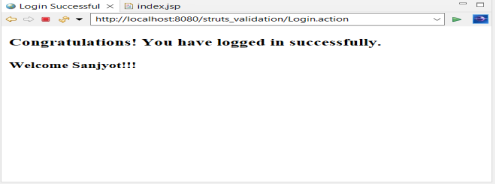 Login Successful
index.jsp
http://localhost:8080/struts_validation/Login.action
Congratulations! You have logged in successfully.
Welcome Sanjyot!!!